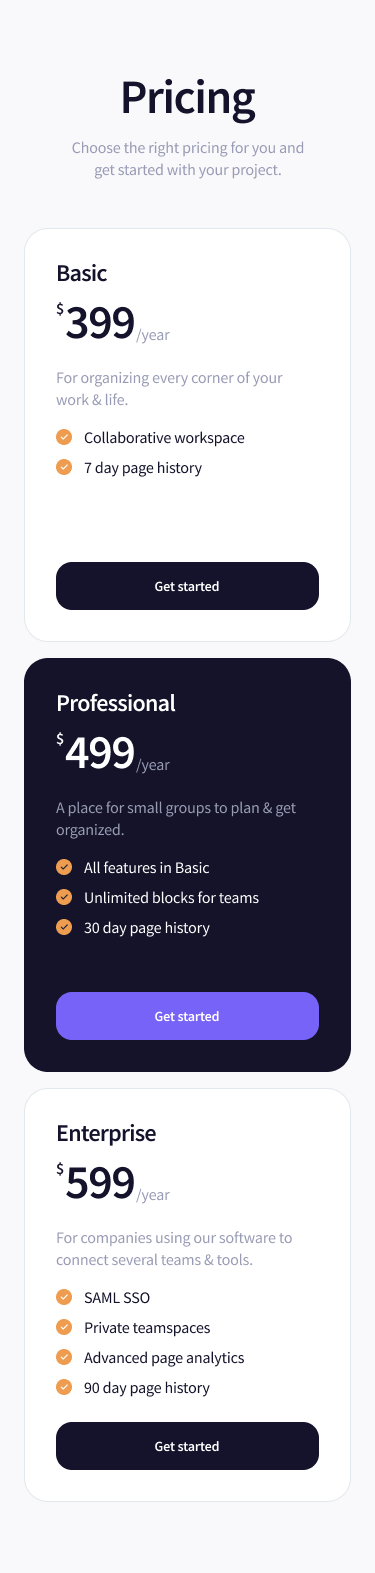 Pricing
Choose the right pricing for you and
get started with your project.
Basic
$399/year
For organizing every corner of your
work & life.
Collaborative workspace
7 day page history
Get started
Professional
$499/year
A place for small groups to plan & get
organized.
All features in Basic
Unlimited blocks for teams
30 day page history
Get started
Enterprise
$599/year
For companies using our software to
connect several teams & tools.
SAML SSO
Private teamspaces
Advanced page analytics
90 day page history
Get started